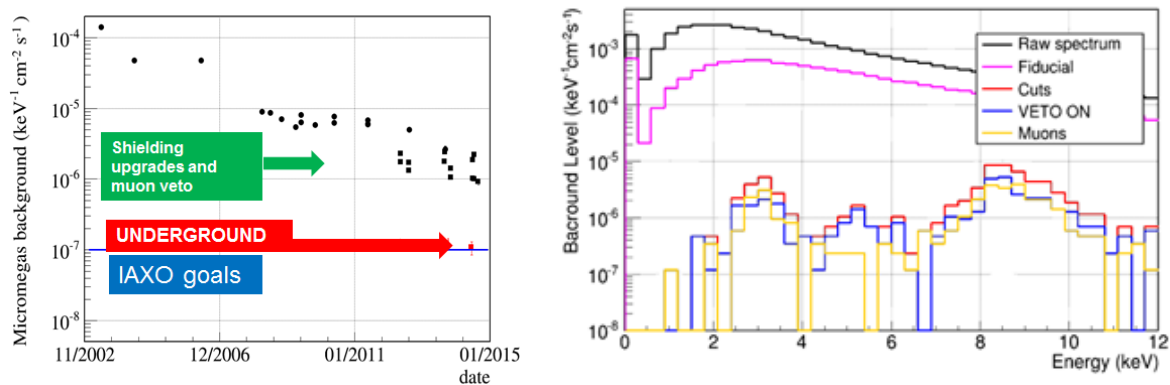 Micromegas background (keV⁻¹ cm⁻² s⁻¹)
10⁻⁴
10⁻⁵
10⁻⁶
10⁻⁷
10⁻⁸
Shielding
upgrades and
muon veto
UNDERGROUND
IAXO goals
11/2002
12/2006
01/2011
01/2015
date
Bacround Level (keV⁻¹cm⁻²s⁻¹)
10⁻³
10⁻⁴
10⁻⁵
10⁻⁶
10⁻⁷
10⁻⁸
Raw spectrum
Fiducial
Cuts
VETO ON
Muons
0
2
4
6
8
10
12
Energy (keV)